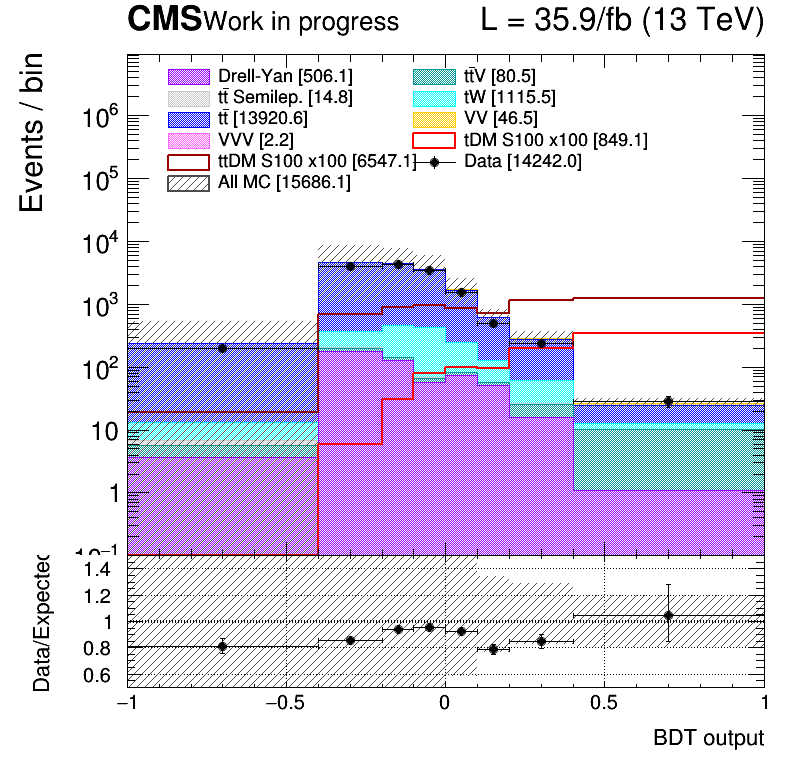 CMS Work in progress L = 35.9/fb (13 TeV)
Events / bin
Drell-Yan [506.1] tt̄V [80.5]
tt̄ Semilep. [14.8] tW [1115.5]
tt̄ [13920.6] VV [46.5]
VVV [2.2] tDM S100 x100 [849.1]
ttDM S100 x100 [6547.1] Data [14242.0]
All MC [15686.1]
10⁶
10⁵
10⁴
10³
10²
10
1
10⁻¹
Data/Expected
1.4
1.2
1
0.8
0.6
−1 −0.5 0 0.5 1
BDT output